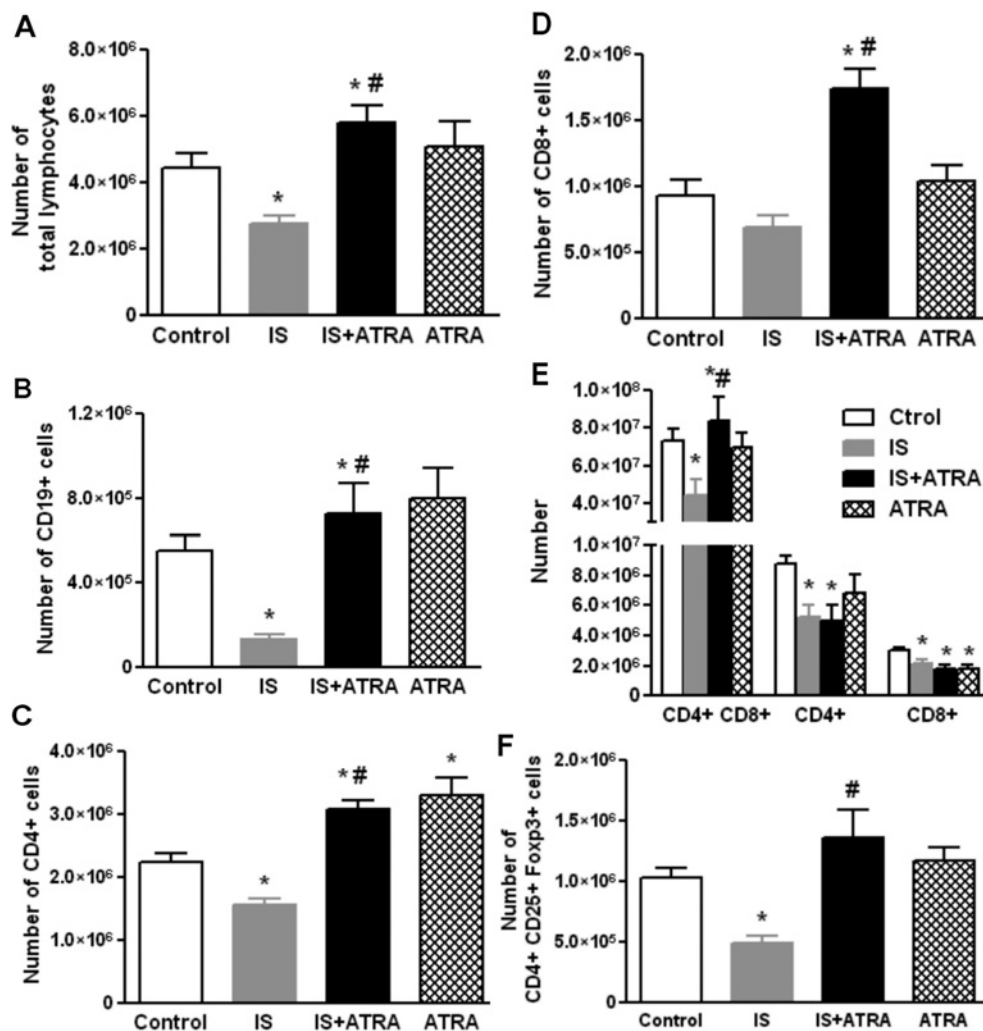 A
Number of
total lymphocytes
8.0×10⁶
6.0×10⁶
4.0×10⁶
2.0×10⁶
0
*
* #
Control IS IS+ATRA ATRA
B
Number of CD19+ cells
1.2×10⁶
8.0×10⁵
4.0×10⁵
0
*
* #
Control IS IS+ATRA ATRA
C
Number of CD4+ cells
4.0×10⁶
3.0×10⁶
2.0×10⁶
1.0×10⁶
0
*
* #
*
Control IS IS+ATRA ATRA
D
Number of CD8+ cells
2.0×10⁶
1.5×10⁶
1.0×10⁶
5.0×10⁵
0
* #
Control IS IS+ATRA ATRA
E
Number
1.0×10⁸
8.0×10⁷
6.0×10⁷
4.0×10⁷
1.0×10⁷
8.0×10⁶
6.0×10⁶
4.0×10⁶
2.0×10⁶
0
*
*#
* *
* * *
Ctrol
IS
IS+ATRA
ATRA
CD4+ CD8+ CD4+ CD8+
F
Number of
CD4+ CD25+ Foxp3+ cells
2.0×10⁶
1.5×10⁶
1.0×10⁶
5.0×10⁵
0
*
#
Control IS IS+ATRA ATRA